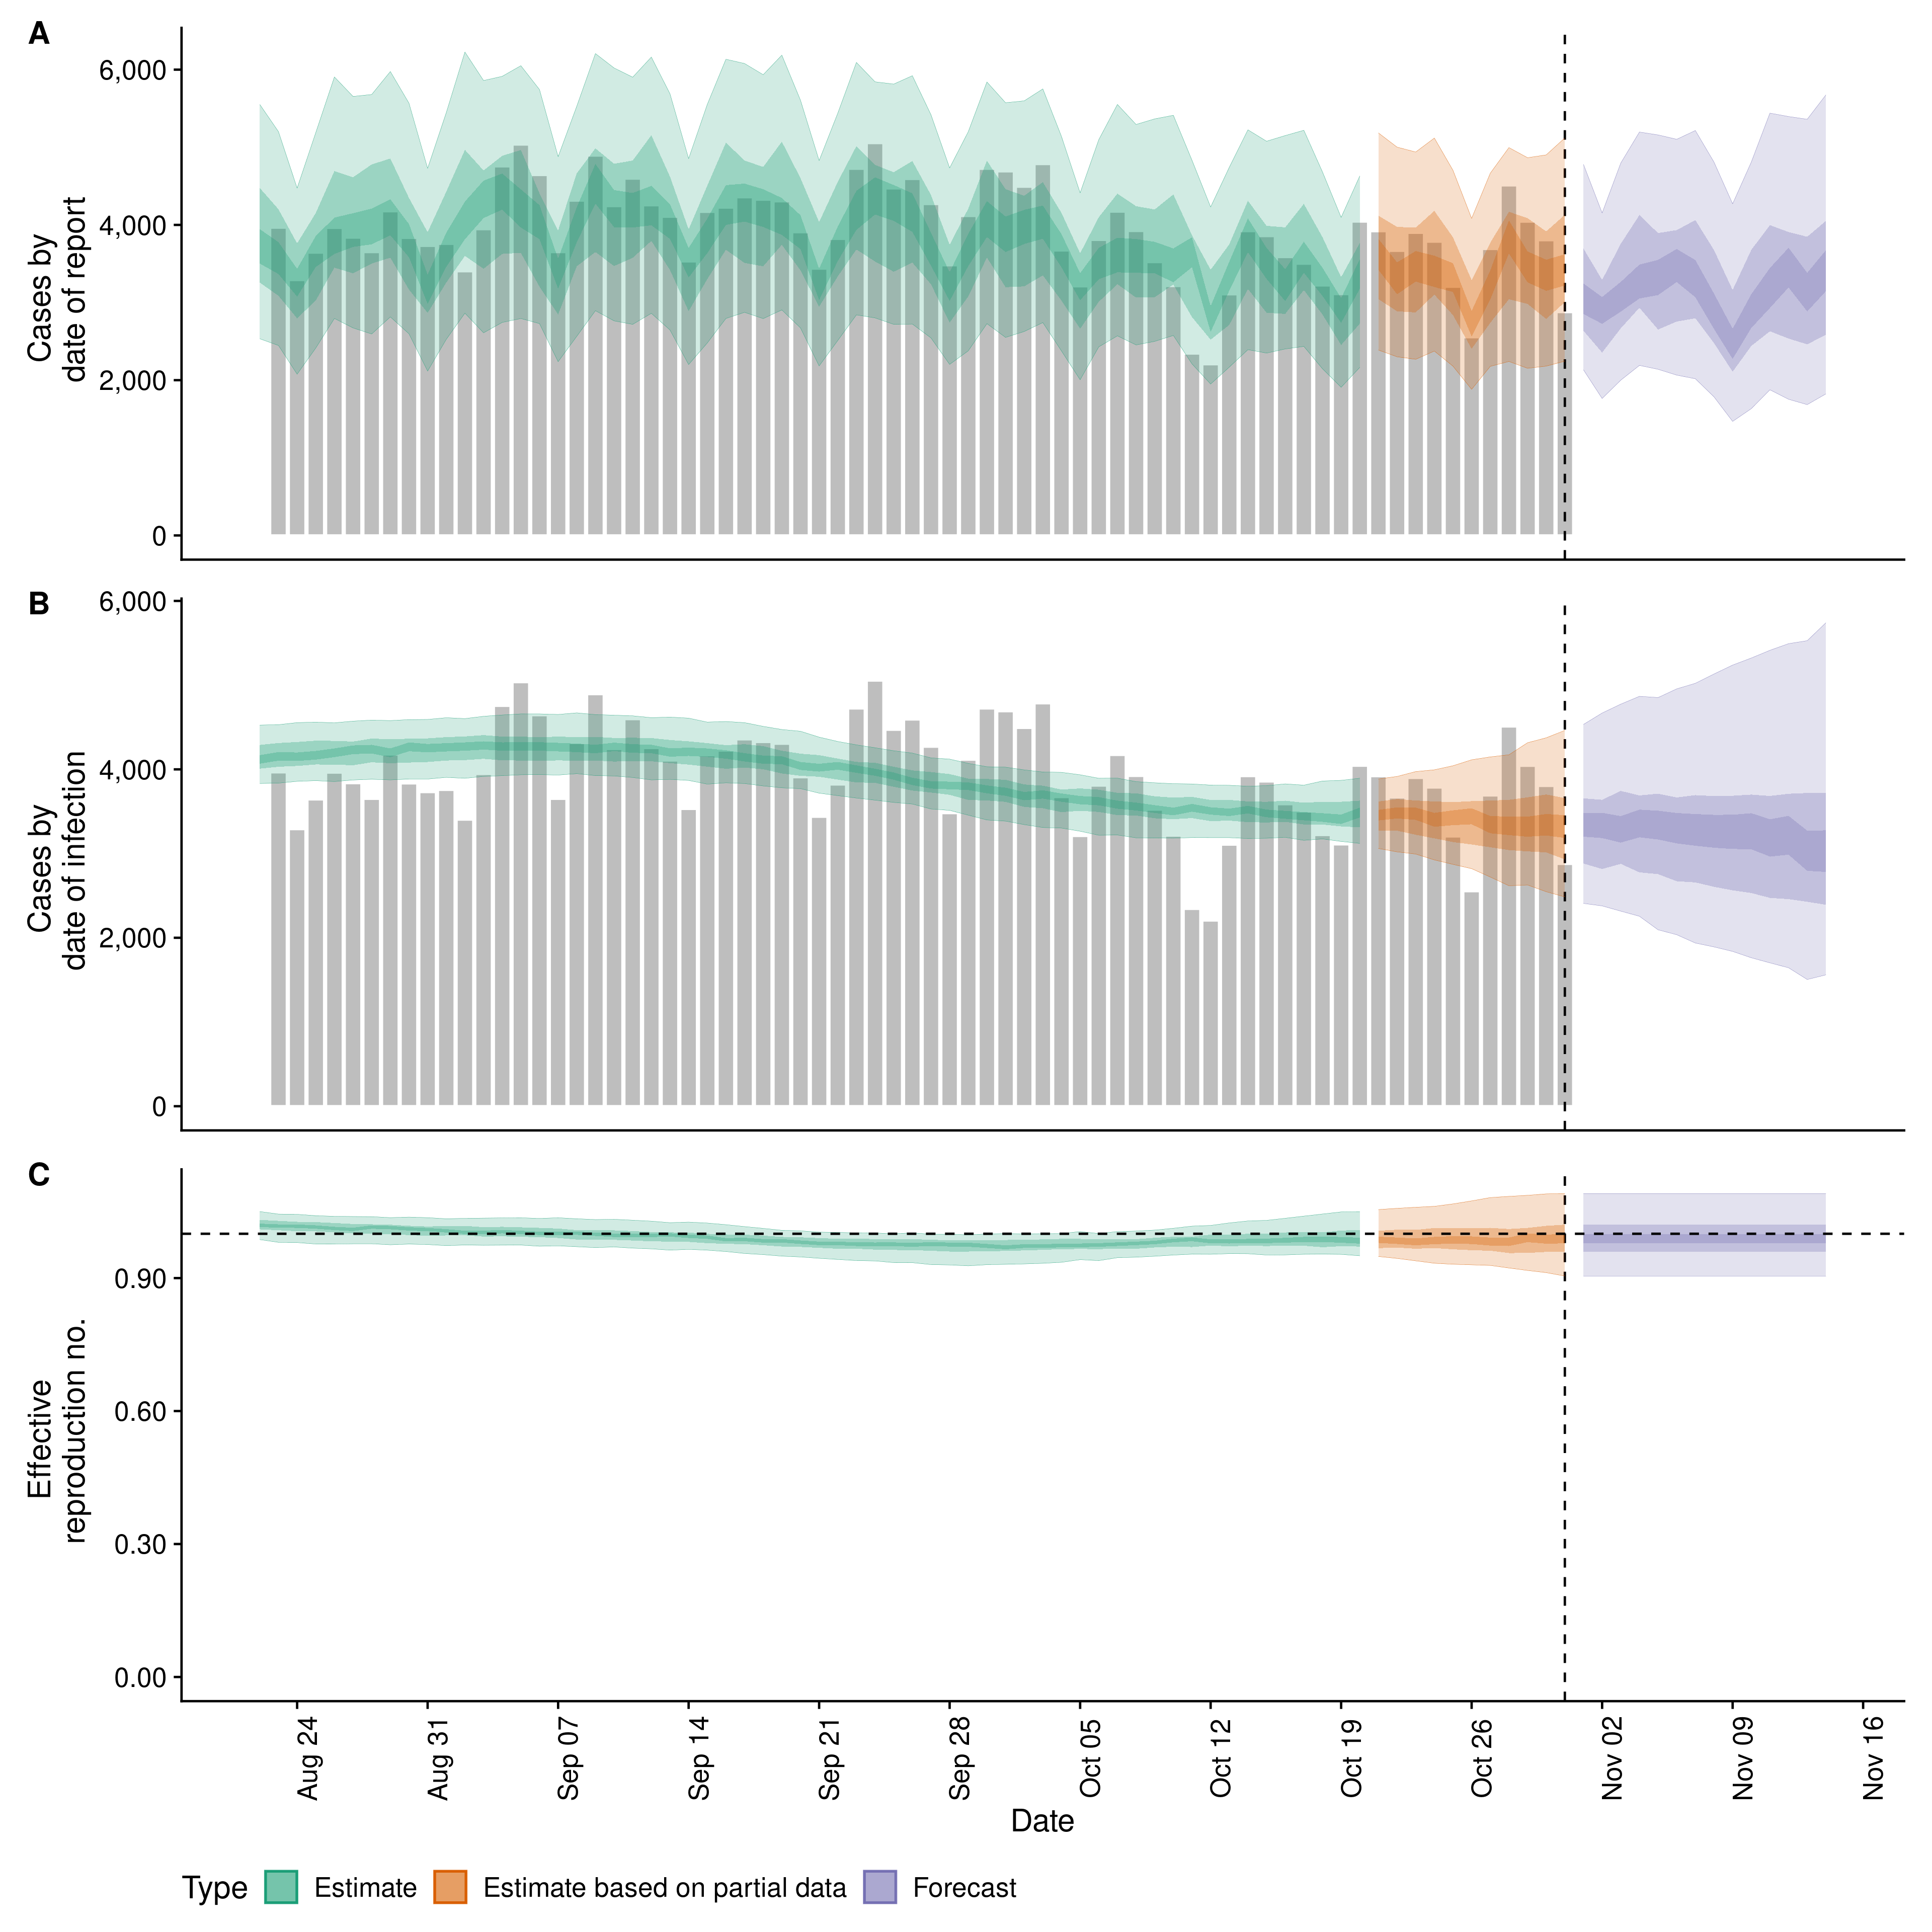 A
Cases by
date of report
6,000
4,000
2,000
0
B
Cases by
date of infection
6,000
4,000
2,000
0
C
Effective
reproduction no.
0.90
0.60
0.30
0.00
Aug 24
Aug 31
Sep 07
Sep 14
Sep 21
Sep 28
Oct 05
Oct 12
Oct 19
Oct 26
Nov 02
Nov 09
Nov 16
Date
Type Estimate Estimate based on partial data Forecast